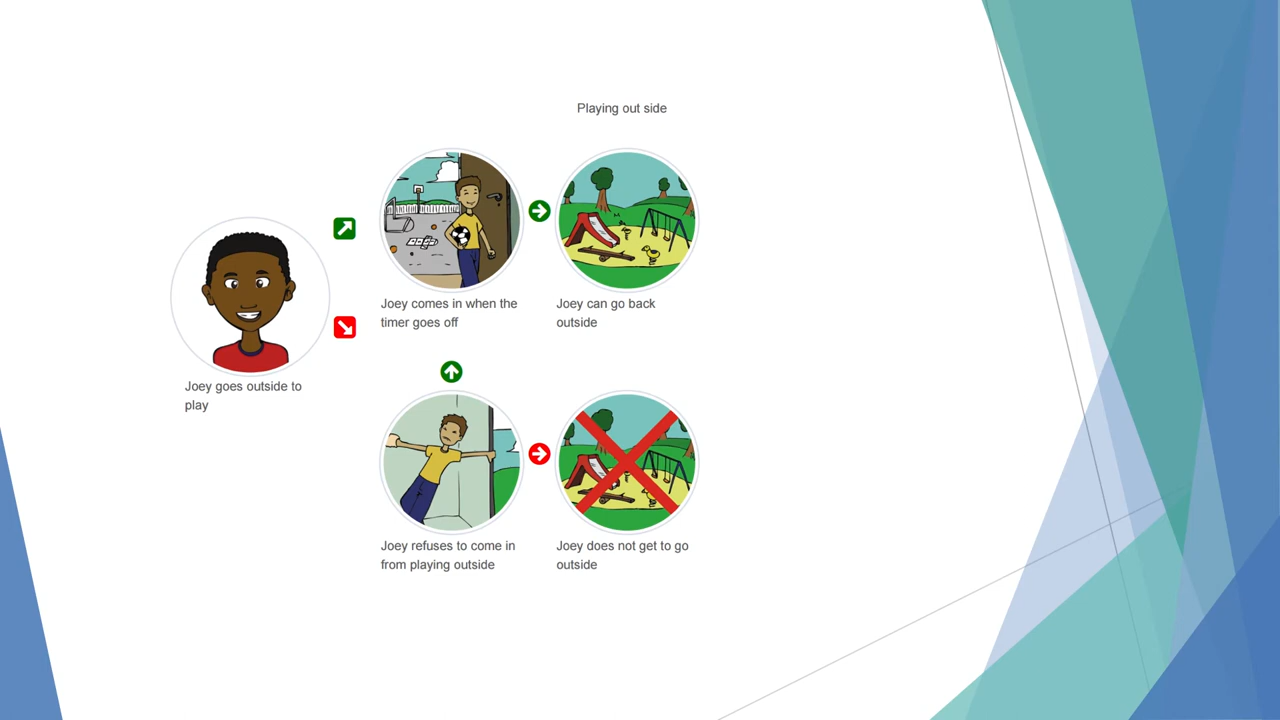 Playing out side
Joey comes in when the
timer goes off
Joey can go back
outside
Joey goes outside to
play
Joey refuses to come in
from playing outside
Joey does not get to go
outside